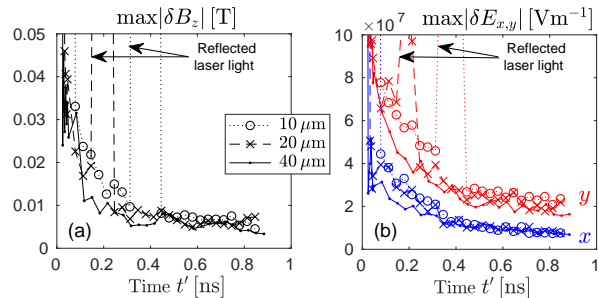 max|δB_z| [T]
0.05
0.04
0.03
0.02
0.01
0
0
0.2
0.4
0.6
0.8
1
Time t′ [ns]
(a)
Reflected
laser light
10 μm
20 μm
40 μm
× 10⁷
max|δE_{x,y}| [Vm⁻¹]
10
8
6
4
2
0
0
0.2
0.4
0.6
0.8
1
Time t′ [ns]
(b)
Reflected
laser light
y
x